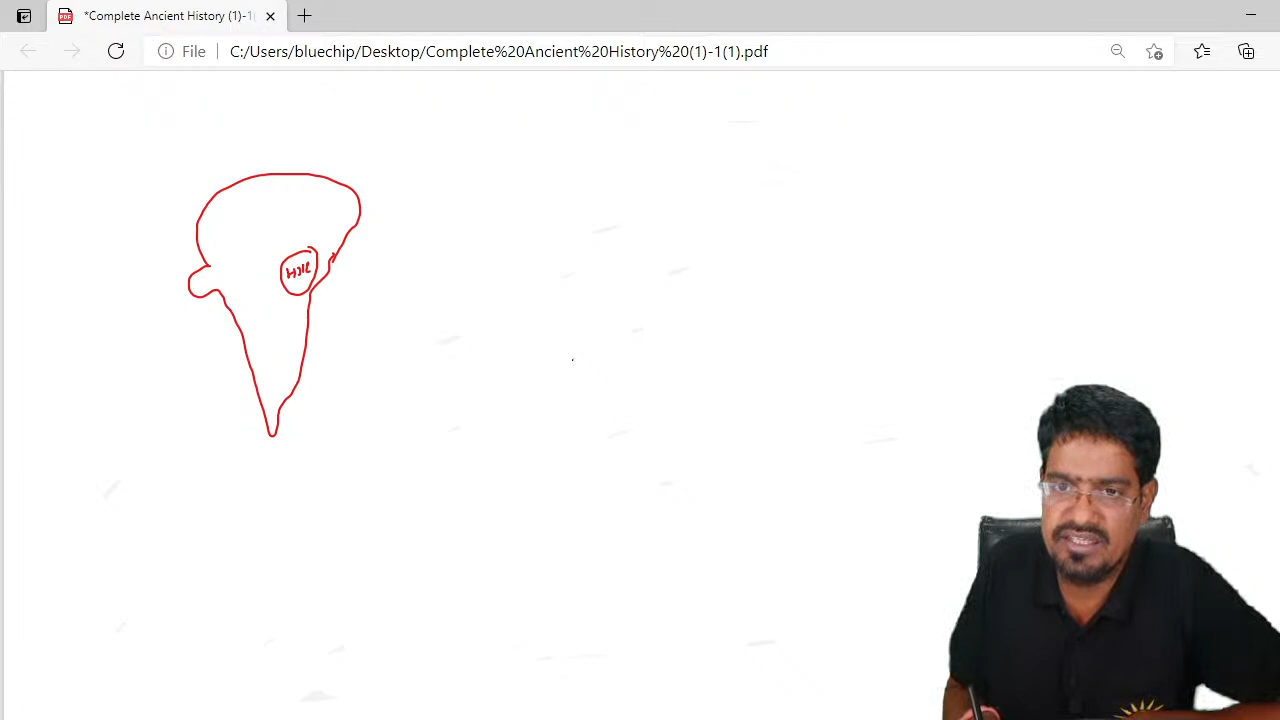 *Complete Ancient History (1)-1(
File
C:/Users/bluechip/Desktop/Complete%20Ancient%20History%20(1)-1(1).pdf